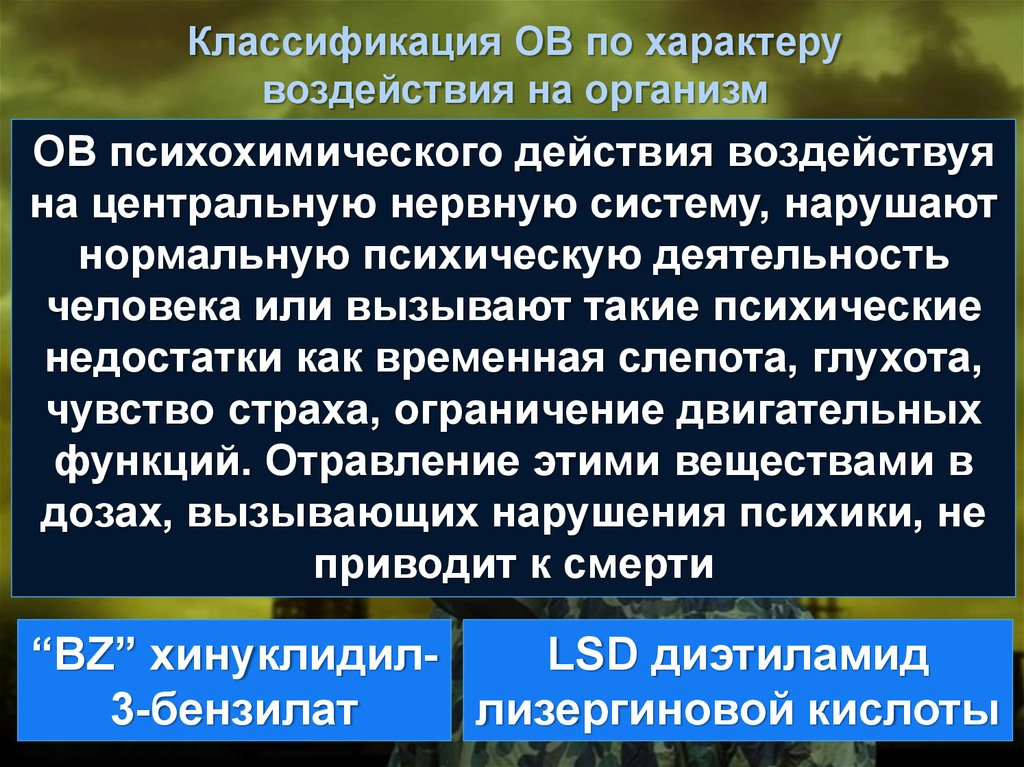 Классификация ОВ по характеру
воздействия на организм
ОВ психохимического действия воздействуя
на центральную нервную систему, нарушают
нормальную психическую деятельность
человека или вызывают такие психические
недостатки как временная слепота, глухота,
чувство страха, ограничение двигательных
функций. Отравление этими веществами в
дозах, вызывающих нарушения психики, не
приводит к смерти
“BZ” хинуклидил-
3-бензилат
LSD диэтиламид
лизергиновой кислоты